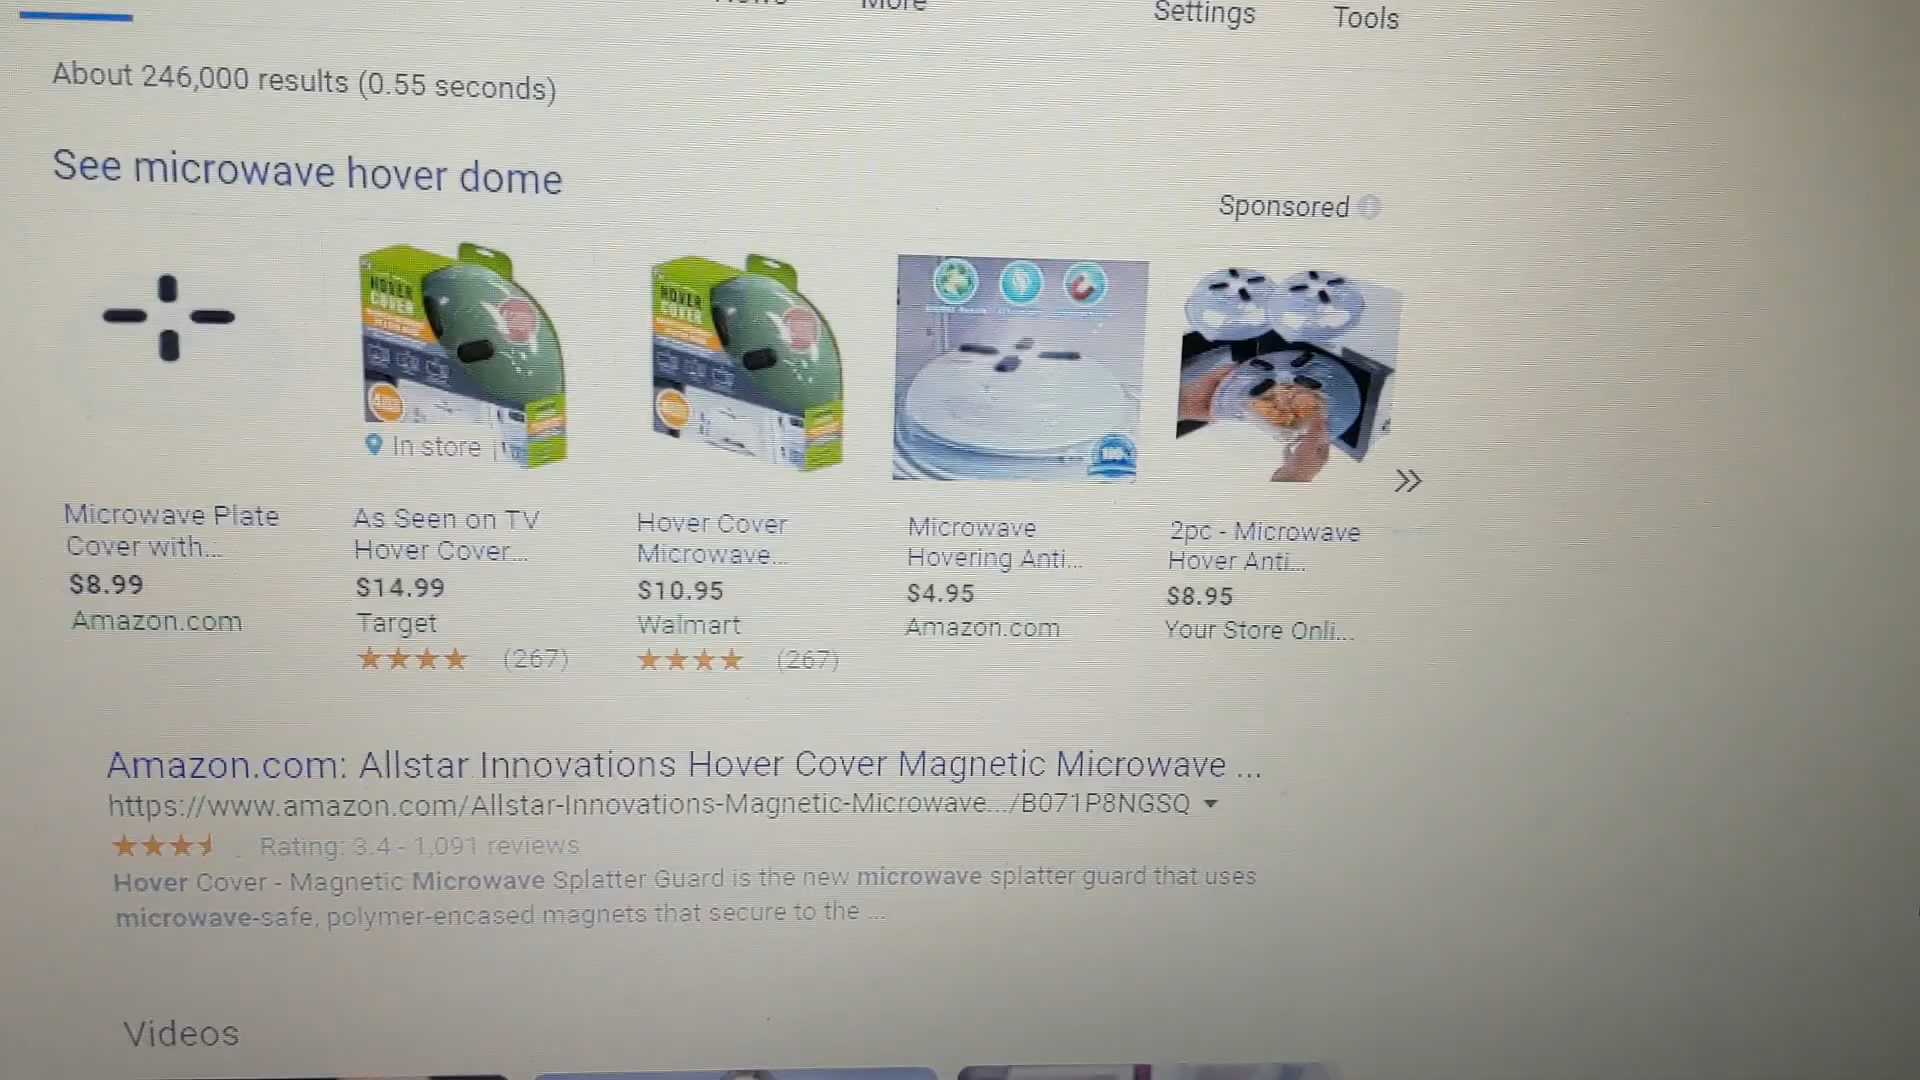 More
Settings
Tools
About 246,000 results (0.55 seconds)
See microwave hover dome
Sponsored
HOVER
COVER
HOVER
COVER
In store
Microwave Plate
Cover with...
$8.99
Amazon.com
As Seen on TV
Hover Cover...
$14.99
Target
(267)
Hover Cover
Microwave...
$10.95
Walmart
(267)
Microwave
Hovering Anti...
$4.95
Amazon.com
2pc - Microwave
Hover Anti...
$8.95
Your Store Onli...
Amazon.com: Allstar Innovations Hover Cover Magnetic Microwave ...
https://www.amazon.com/Allstar-Innovations-Magnetic-Microwave.../B071P8NGSQ
Rating: 3.4 - 1,091 reviews
Hover Cover - Magnetic Microwave Splatter Guard is the new microwave splatter guard that uses
microwave-safe, polymer-encased magnets that secure to the ...
Videos